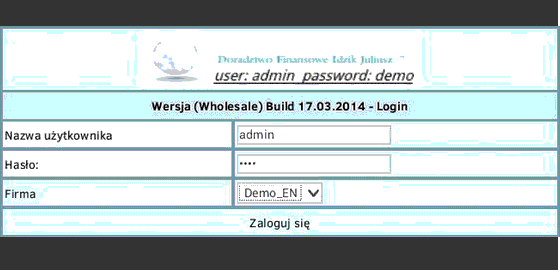 Doradztwo Finansowe Idzik Juliusz
user: admin password: demo
Wersja (Wholesale) Build 17.03.2014 - Login
Nazwa użytkownika
admin
Hasło:
••••
Firma
Demo_EN
Zaloguj się